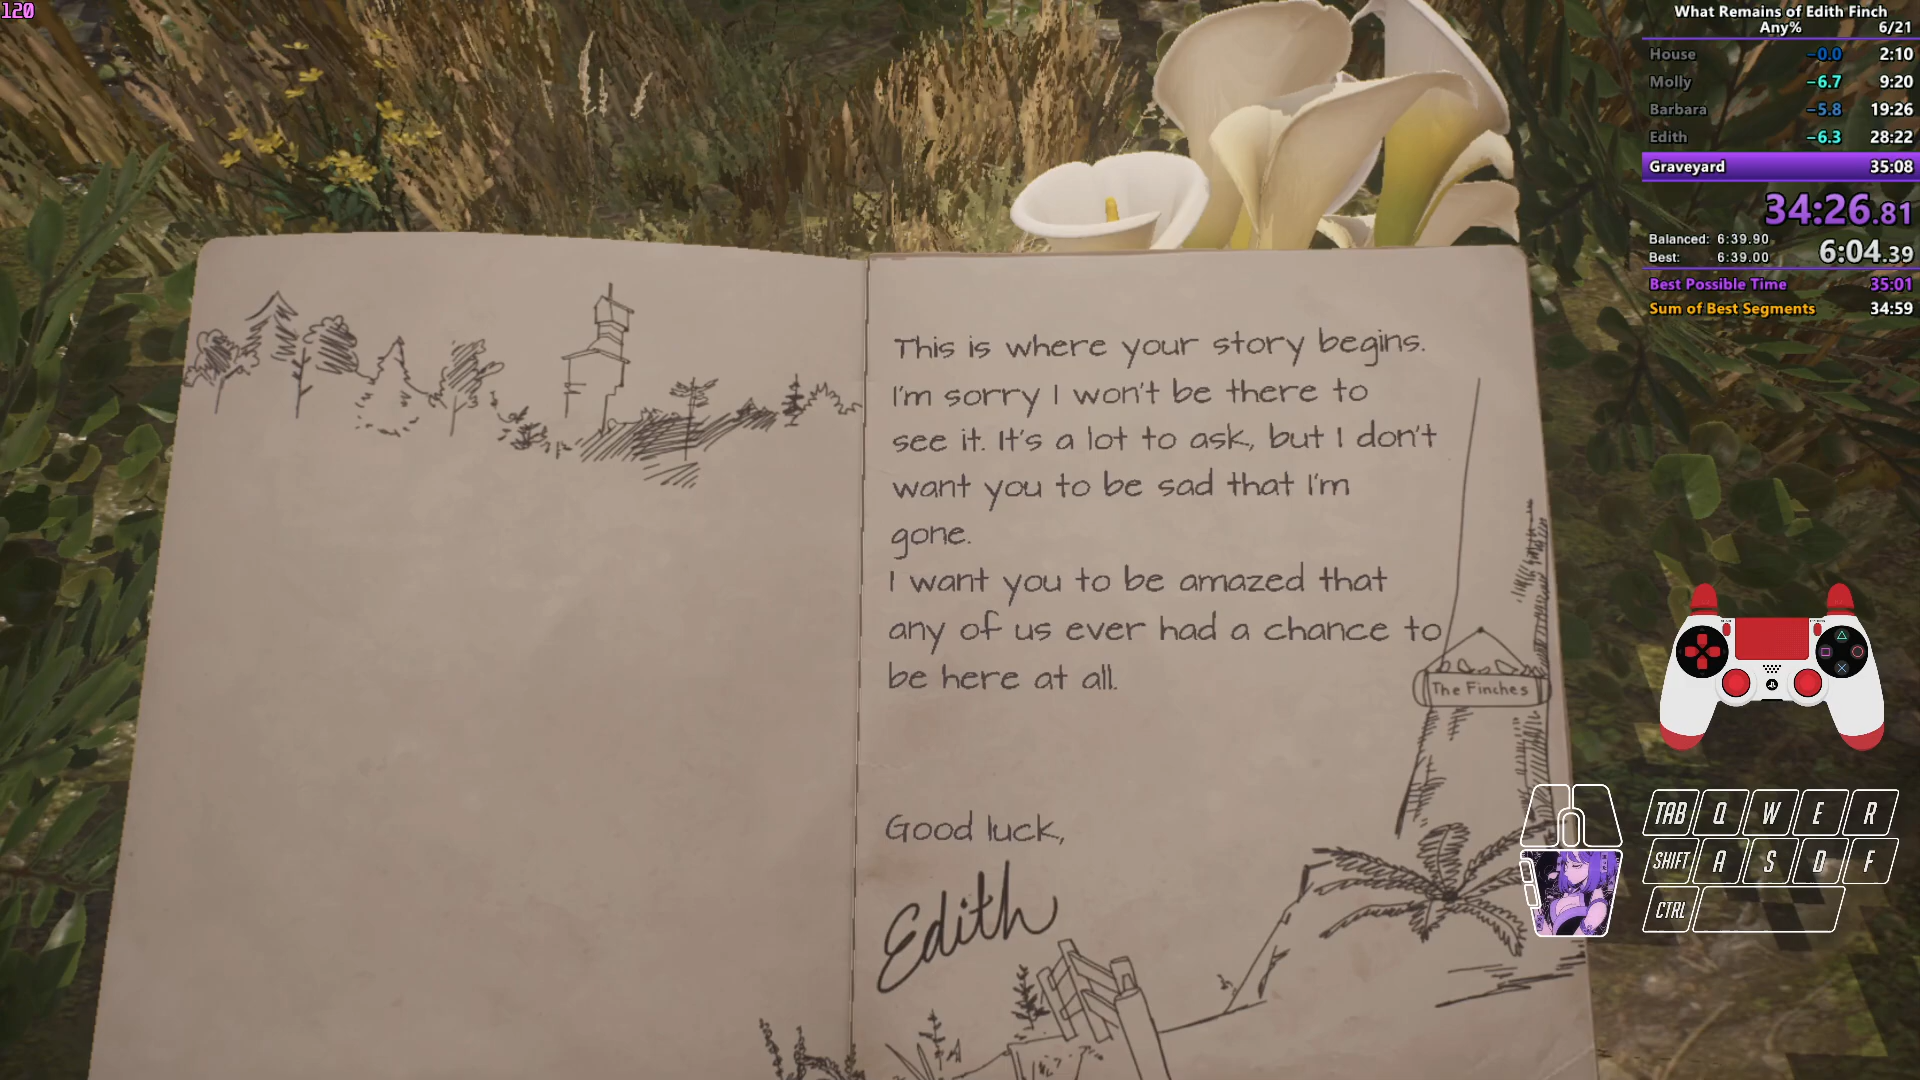 120
What Remains of Edith Finch
Any% 6/21
House -0.0 2:10
Molly -6.7 9:20
Barbara -5.8 19:26
Edith -6.3 28:22
Graveyard 35:08
34:26.81
Balanced: 6:39.90
Best: 6:39.00
6:04.39
Best Possible Time 35:01
Sum of Best Segments 34:59
This is where your story begins.
I'm sorry I won't be there to
see it. It's a lot to ask, but I don't
want you to be sad that I'm
gone.
I want you to be amazed that
any of us ever had a chance to
be here at all.
The Finches
Good luck,
Edith
TAB Q W E R
SHIFT A S D F
CTRL